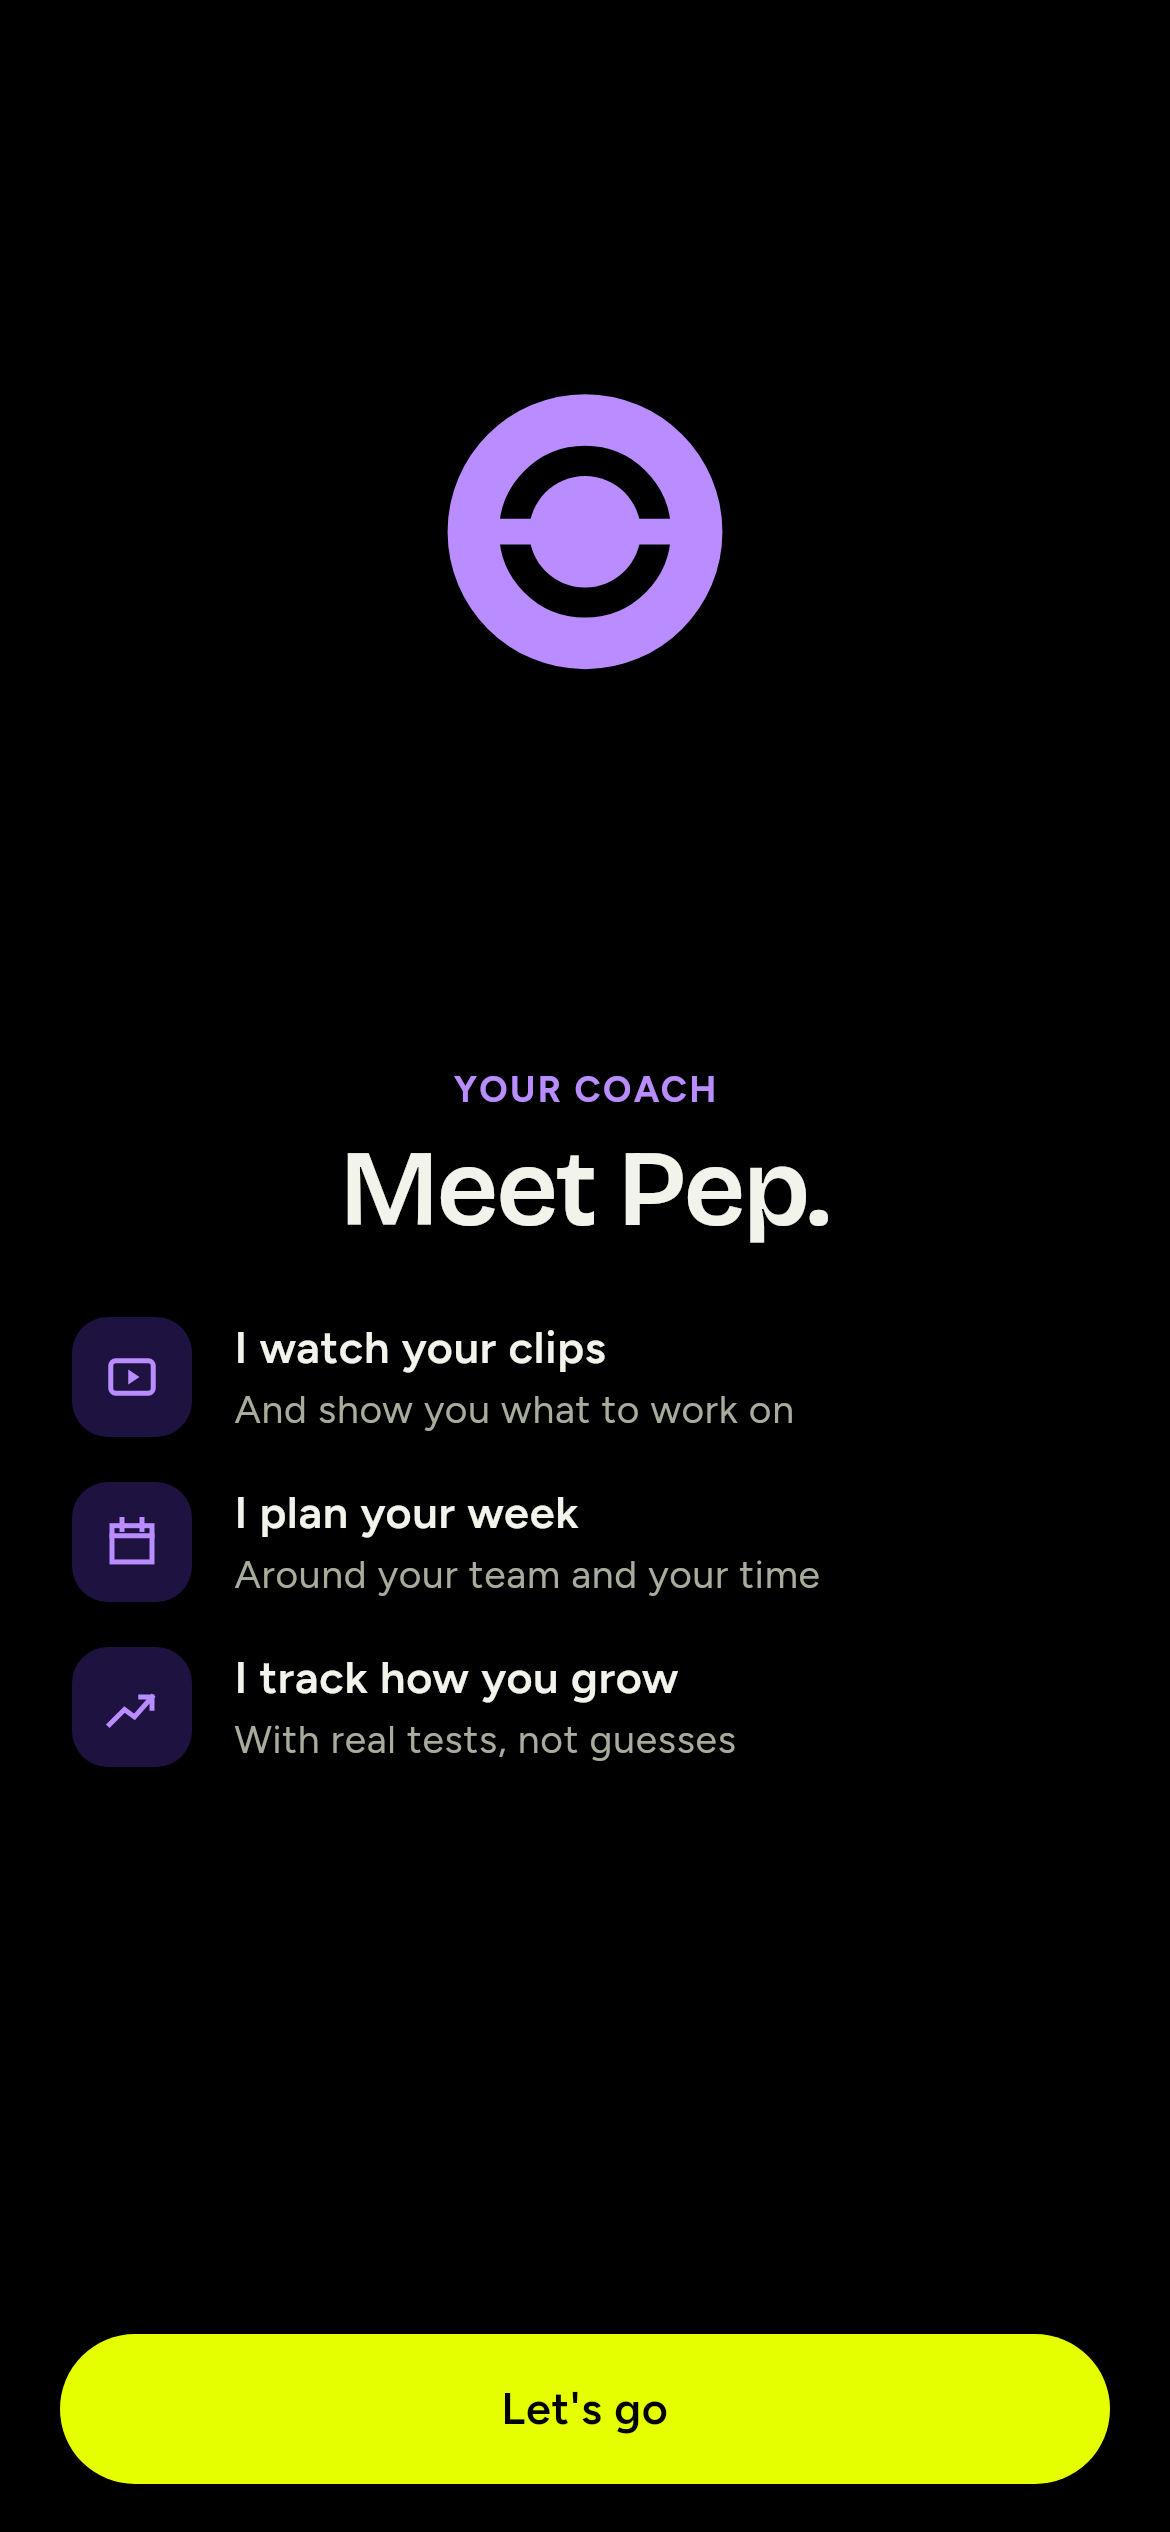 YOUR COACH
Meet Pep.
I watch your clips
And show you what to work on
I plan your week
Around your team and your time
I track how you grow
With real tests, not guesses
Let's go